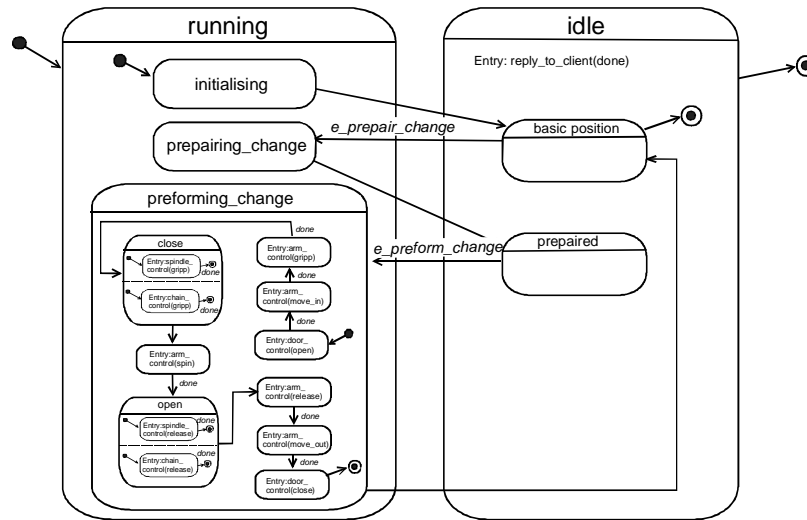 running
idle
Entry: reply_to_client(done)
initialising
e_prepair_change
basic position
prepairing_change
preforming_change
done
close
Entry:arm_
control(gripp)
e_preform_change
prepaired
Entry:spindle_
control(gripp)
done
done
Entry:chain_
control(gripp)
done
Entry:arm_
control(move_in)
done
Entry:door_
control(open)
Entry:arm_
control(spin)
done
Entry:arm_
control(release)
open
done
done
Entry:spindle_
control(release)
Entry:arm_
control(move_out)
done
Entry:chain_
control(release)
done
Entry:door_
control(close)